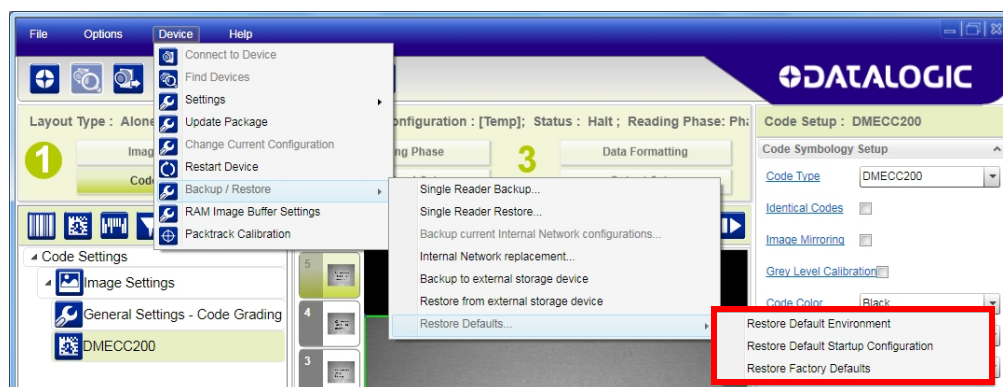 File Options Device Help
DATALOGIC
Connect to Device
Find Devices
Settings
Update Package
Change Current Configuration
Restart Device
Backup / Restore
RAM Image Buffer Settings
Packtrack Calibration
Layout Type : Alone
onfiguration : [Temp]; Status : Halt ; Reading Phase: Pha
1
Imag
Cod
ng Phase
3
Data Formatting
Single Reader Backup...
Single Reader Restore...
Backup current Internal Network configurations...
Internal Network replacement...
Backup to external storage device
Restore from external storage device
Restore Defaults...
Restore Default Environment
Restore Default Startup Configuration
Restore Factory Defaults
Code Settings
Image Settings
General Settings - Code Grading
DMECC200
5
4
3
Code Setup : DMECC200
Code Symbology Setup
Code Type DMECC200
Identical Codes
Image Mirroring
Grey Level Calibration
Code Color Black